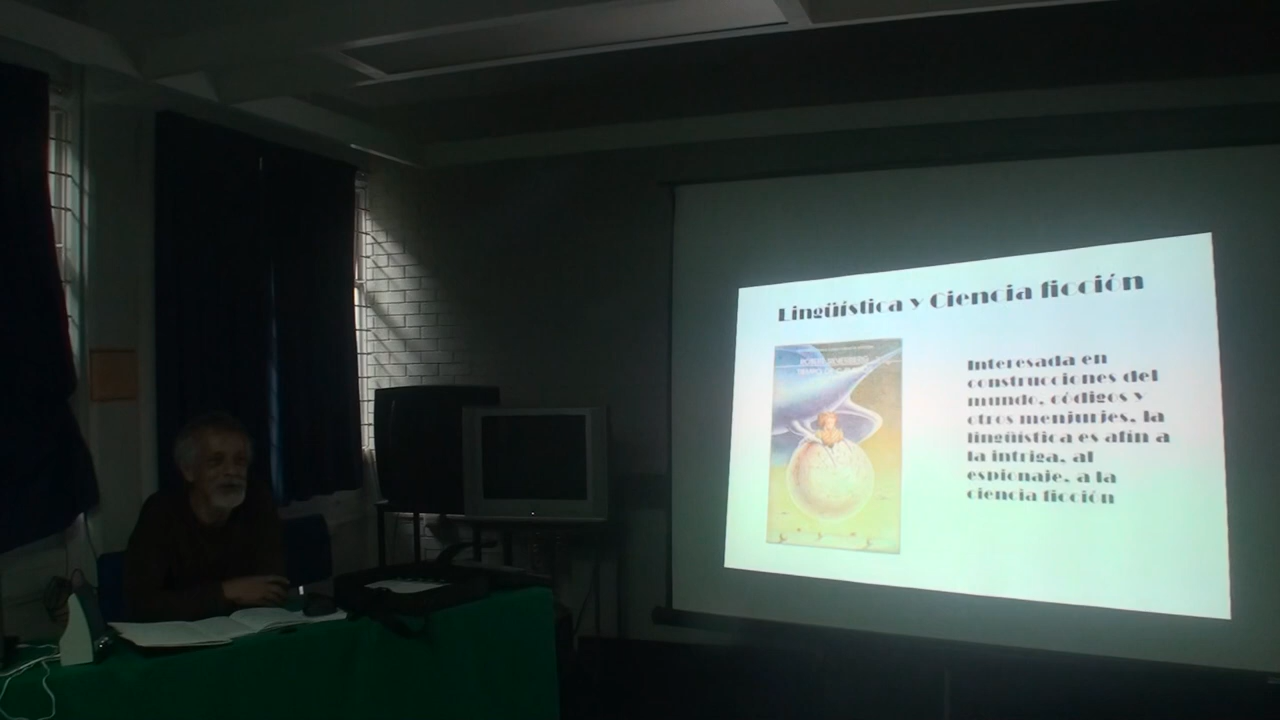 Lingüística y Ciencia ficción
Interesada en
construcciones del
mundo, códigos y
otros menjurjes, la
lingüística es afín a
la intriga, al
espionaje, a la
ciencia ficción